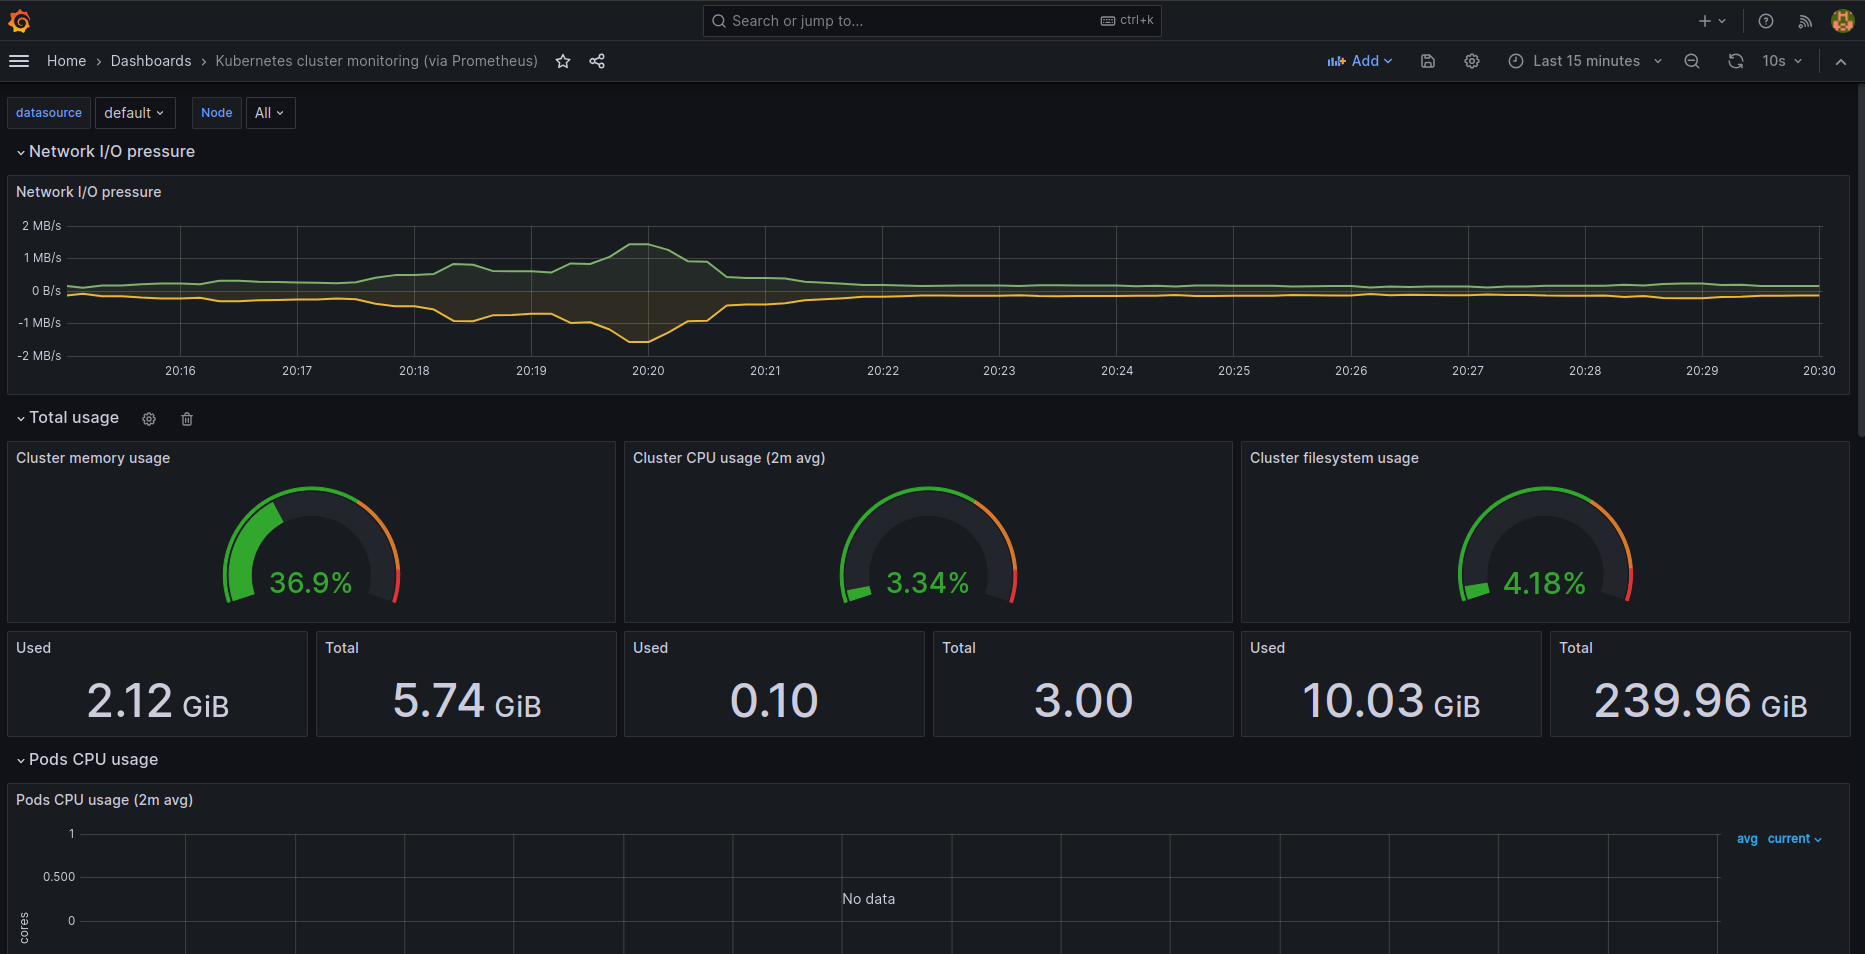 Search or jump to... ctrl+k
Home › Dashboards › Kubernetes cluster monitoring (via Prometheus) Add Last 15 minutes 10s
datasource default Node All
Network I/O pressure
Network I/O pressure
2 MB/s
1 MB/s
0 B/s
-1 MB/s
-2 MB/s
20:16 20:17 20:18 20:19 20:20 20:21 20:22 20:23 20:24 20:25 20:26 20:27 20:28 20:29 20:30
Total usage
Cluster memory usage
36.9%
Cluster CPU usage (2m avg)
3.34%
Cluster filesystem usage
4.18%
Used
2.12 GiB
Total
5.74 GiB
Used
0.10
Total
3.00
Used
10.03 GiB
Total
239.96 GiB
Pods CPU usage
Pods CPU usage (2m avg)
cores
1
0.500
0
No data
avg current